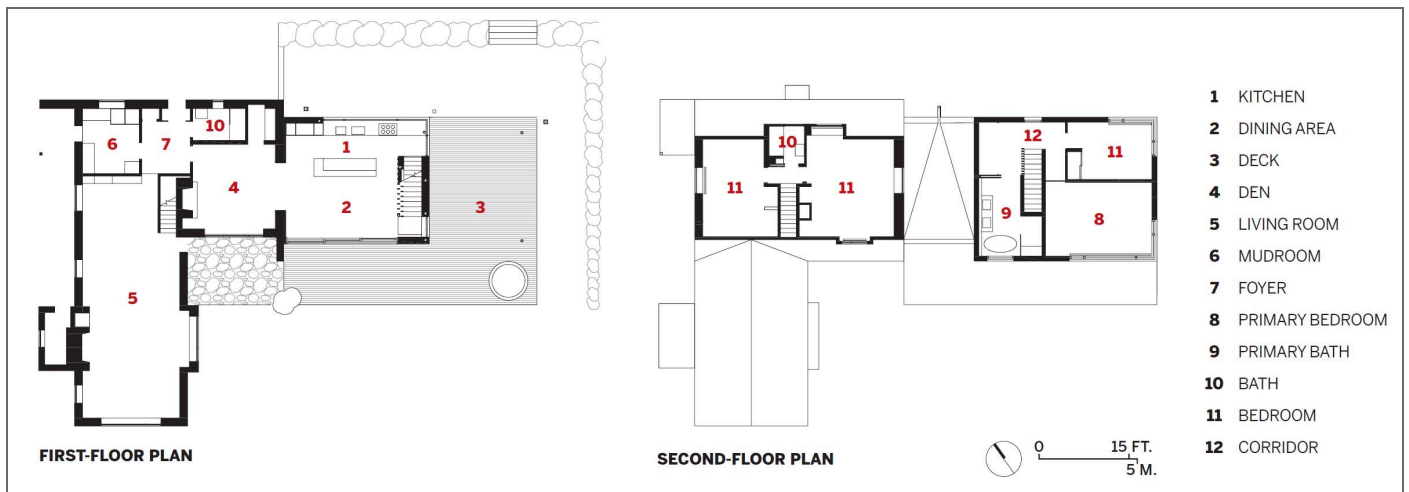 6
7
10
1
4
2
3
5
FIRST-FLOOR PLAN
10
11
11
12
11
9
8
SECOND-FLOOR PLAN
0 15 FT.
5 M.
1 KITCHEN
2 DINING AREA
3 DECK
4 DEN
5 LIVING ROOM
6 MUDROOM
7 FOYER
8 PRIMARY BEDROOM
9 PRIMARY BATH
10 BATH
11 BEDROOM
12 CORRIDOR